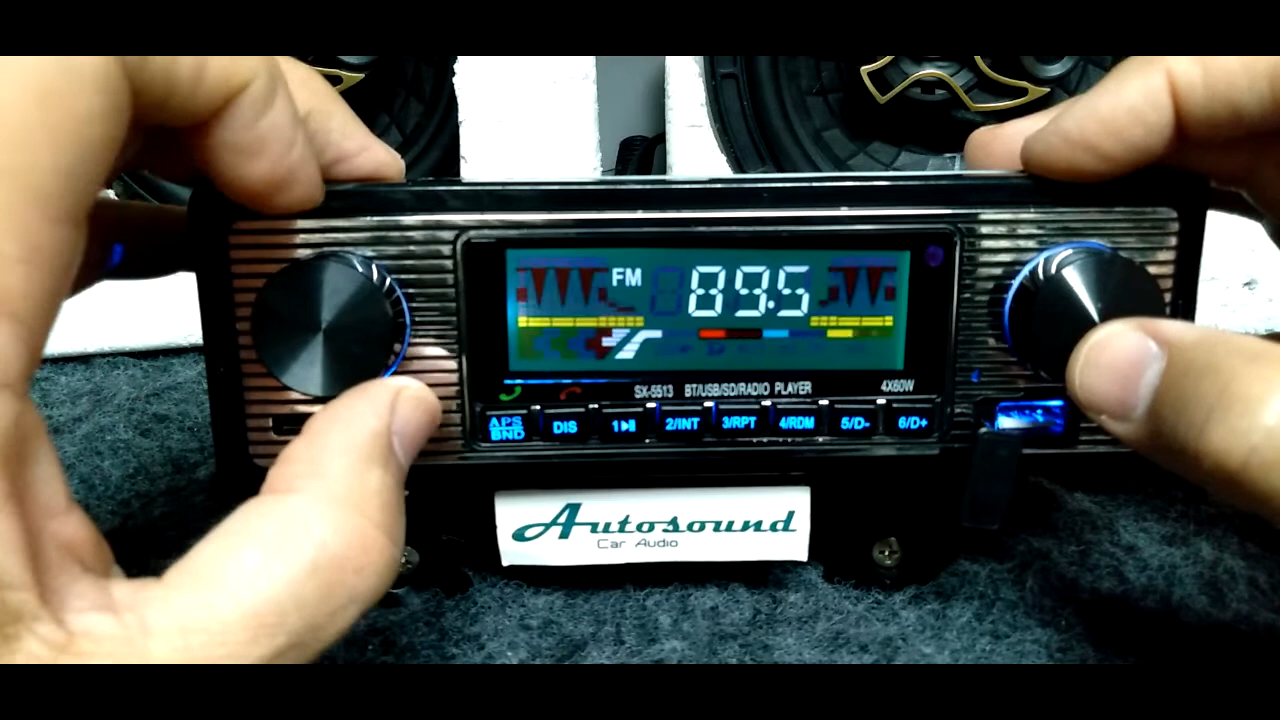 FM 89.5
SX-5513 BT/USB/SD/RADIO PLAYER 4X60W
APS BND DIS 1 2/INT 3/RPT 4/RDM 5/D- 6/D+
Autosound
Car Audio